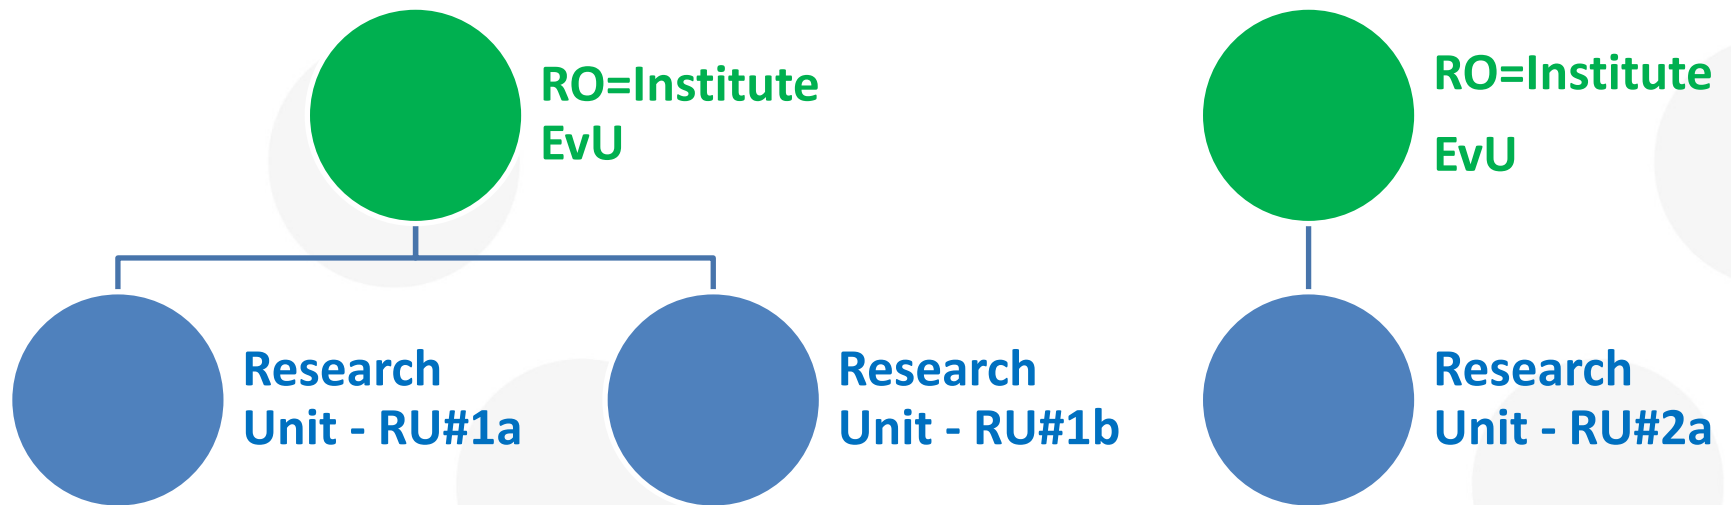 RO=Institute
EvU
RO=Institute
EvU
Research
Unit - RU#1a
Research
Unit - RU#1b
Research
Unit - RU#2a